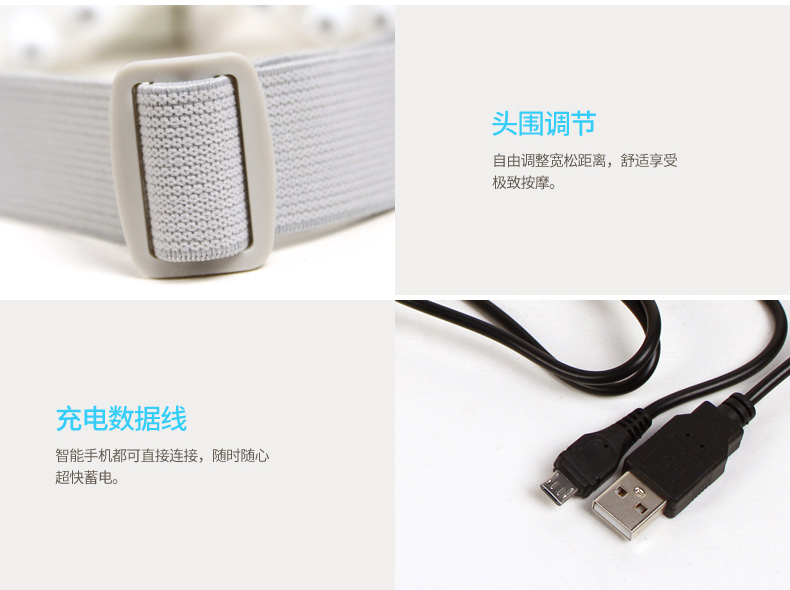 头围调节
自由调整宽松距离，舒适享受
极致按摩。
充电数据线
智能手机都可直接连接，随时随心
超快蓄电。